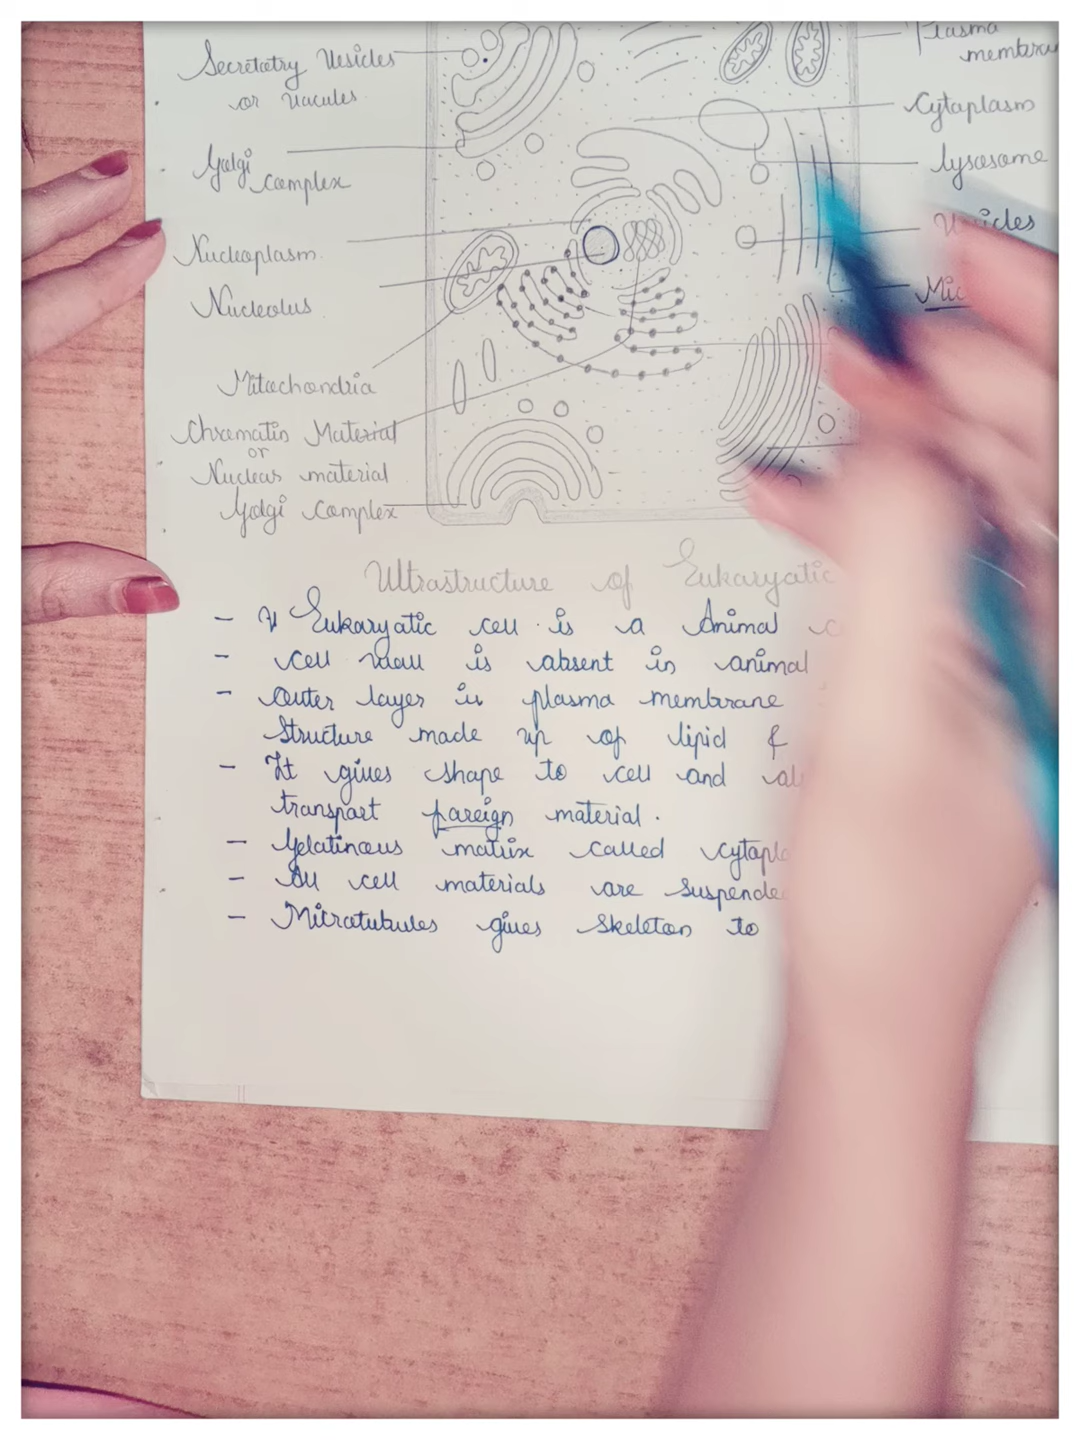 Secretatry Vesicles
or Vacules
Golgi
Complex
Nucleoplasm
Nucleolus
Mitochondria
Chromatin Material
or
Nucleus material
Golgi Complex
Plasma
Cytoplasm
Lysosome
Vesicles
Ultrastructure of Eukaryotic
- If Eukaryotic cell is a Animal
- cell wall is absent in animal
- Outer layer is plasma membrane
Structure made up of lipid &
- It gives shape to cell and
transport foreign material.
- Gelatinous matrix called
- All cell materials are
- Microtubules gives skeleton to